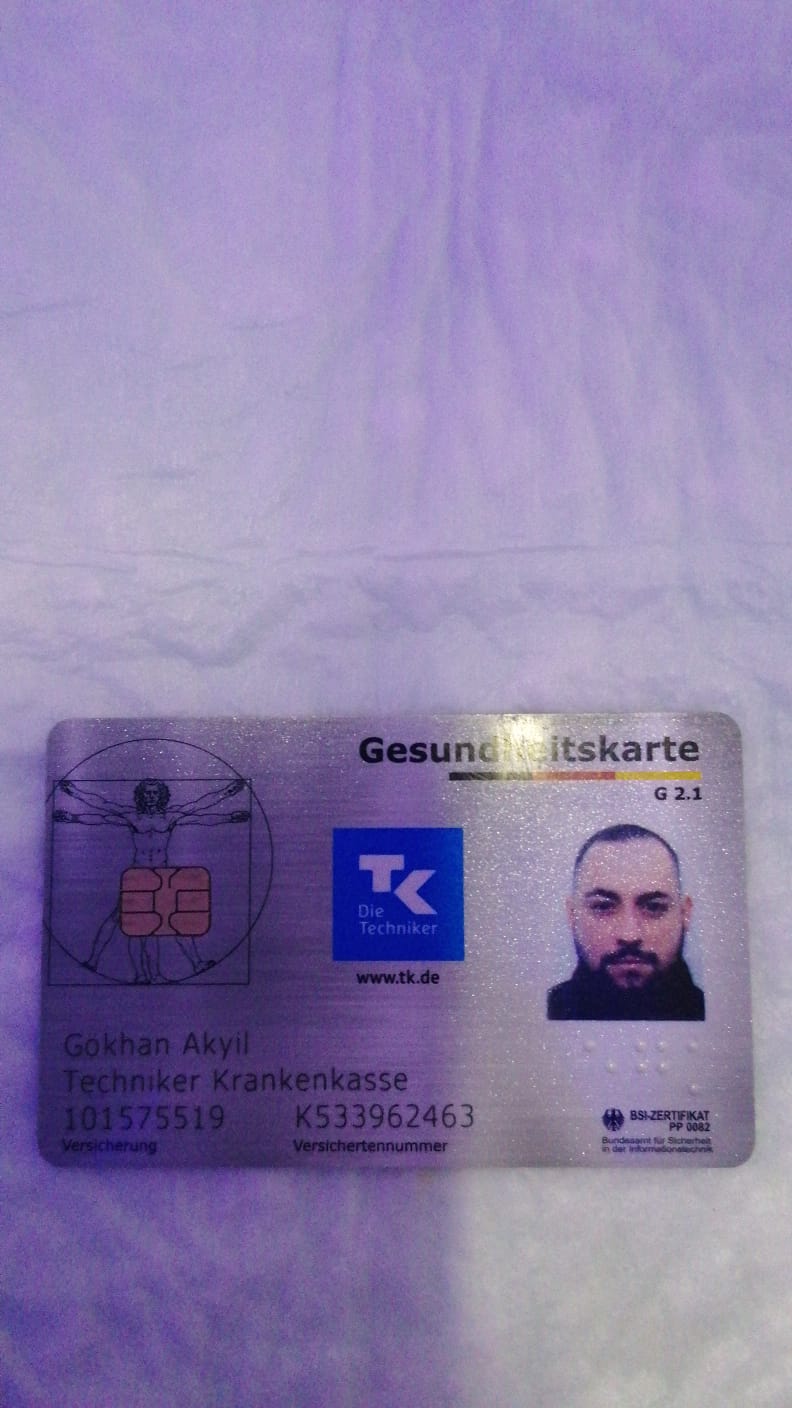 Gesundheitskarte
G 2.1
TK
Die
Techniker
www.tk.de
Gökhan Akyil
Techniker Krankenkasse
101575519 K533962463
Versicherung Versichertennummer
BSI-ZERTIFIKAT
PP 0082
Bundesamt für Sicherheit
in der Informationstechnik